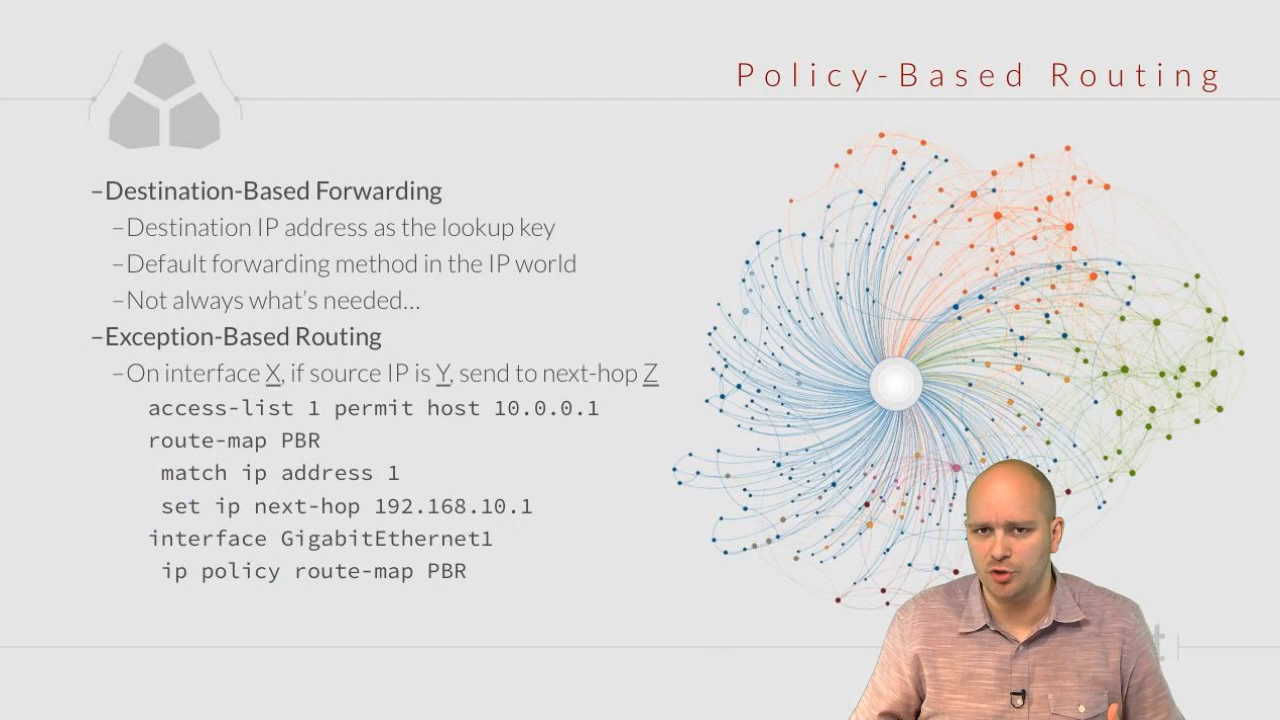 Policy-Based Routing
–Destination-Based Forwarding
–Destination IP address as the lookup key
–Default forwarding method in the IP world
–Not always what's needed...
–Exception-Based Routing
–On interface X, if source IP is Y, send to next-hop Z
access-list 1 permit host 10.0.0.1
route-map PBR
match ip address 1
set ip next-hop 192.168.10.1
interface GigabitEthernet1
ip policy route-map PBR